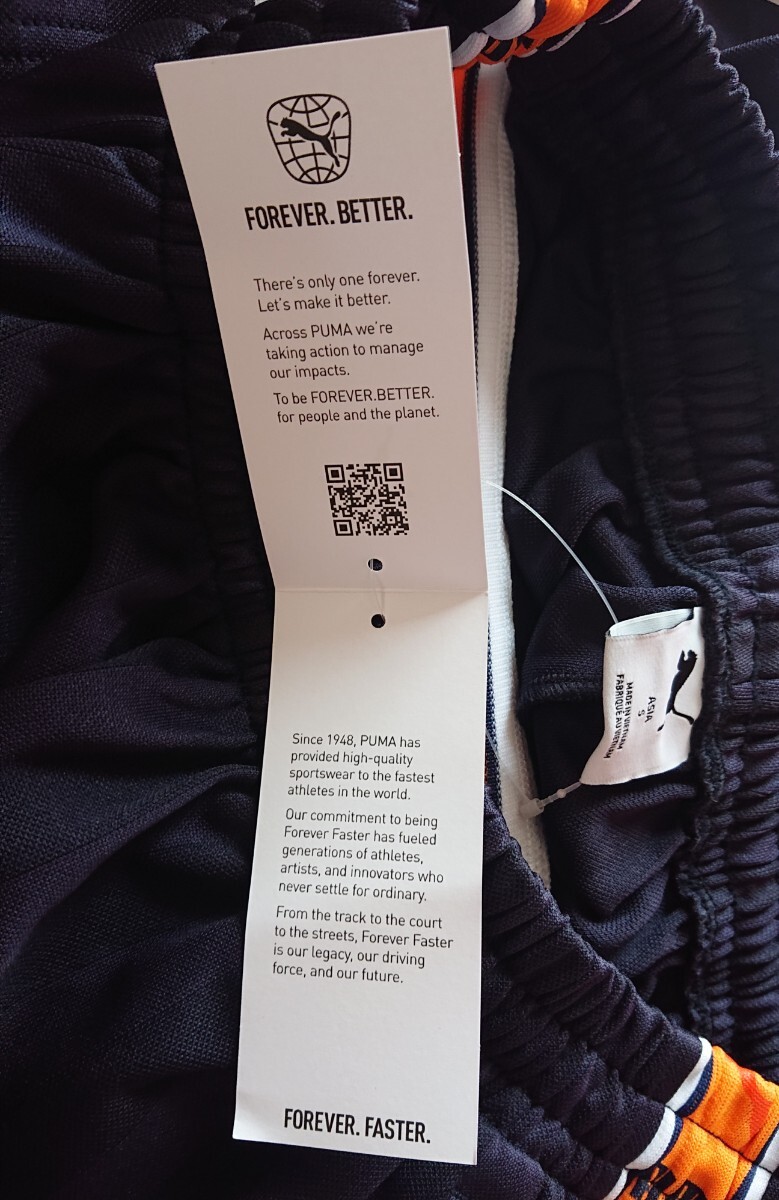 FOREVER. BETTER.
There's only one forever.
Let's make it better.
Across PUMA we're
taking action to manage
our impacts.
To be FOREVER.BETTER.
for people and the planet.
Since 1948, PUMA has
provided high-quality
sportswear to the fastest
athletes in the world.
Our commitment to being
Forever Faster has fueled
generations of athletes,
artists, and innovators who
never settle for ordinary.
From the track to the court
to the streets, Forever Faster
is our legacy, our driving
force, and our future.
FOREVER. FASTER.
ASIA
S
MADE IN VIETNAM
FABRIQUÉ AU VIETNAM